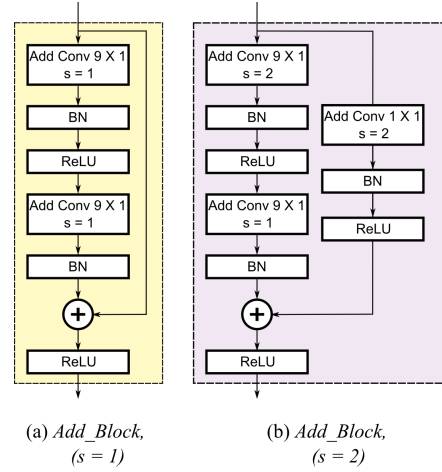 Add Conv 9 X 1
s = 1
BN
ReLU
Add Conv 9 X 1
s = 1
BN
+
ReLU
(a) Add_Block,
(s = 1)
Add Conv 9 X 1
s = 2
BN
ReLU
Add Conv 9 X 1
s = 1
BN
+
ReLU
Add Conv 1 X 1
s = 2
BN
ReLU
(b) Add_Block,
(s = 2)